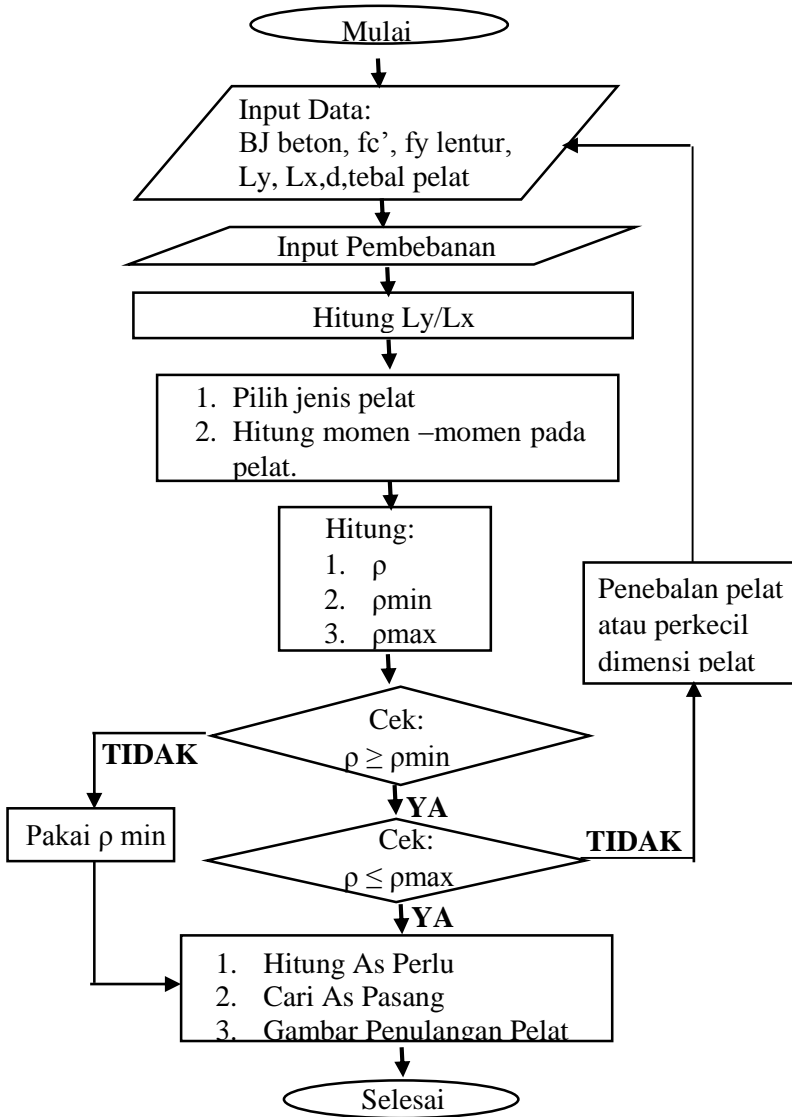 Mulai
Input Data:
BJ beton, fc’, fy lentur,
Ly, Lx,d,tebal pelat
Input Pembebanan
Hitung Ly/Lx
1. Pilih jenis pelat
2. Hitung momen –momen pada
pelat.
Hitung:
1. ρ
2. ρmin
3. ρmax
Penebalan pelat
atau perkecil
dimensi pelat
Cek:
ρ ≥ ρmin
TIDAK
YA
Pakai ρ min
Cek:
ρ ≤ ρmax
TIDAK
YA
1. Hitung As Perlu
2. Cari As Pasang
3. Gambar Penulangan Pelat
Selesai